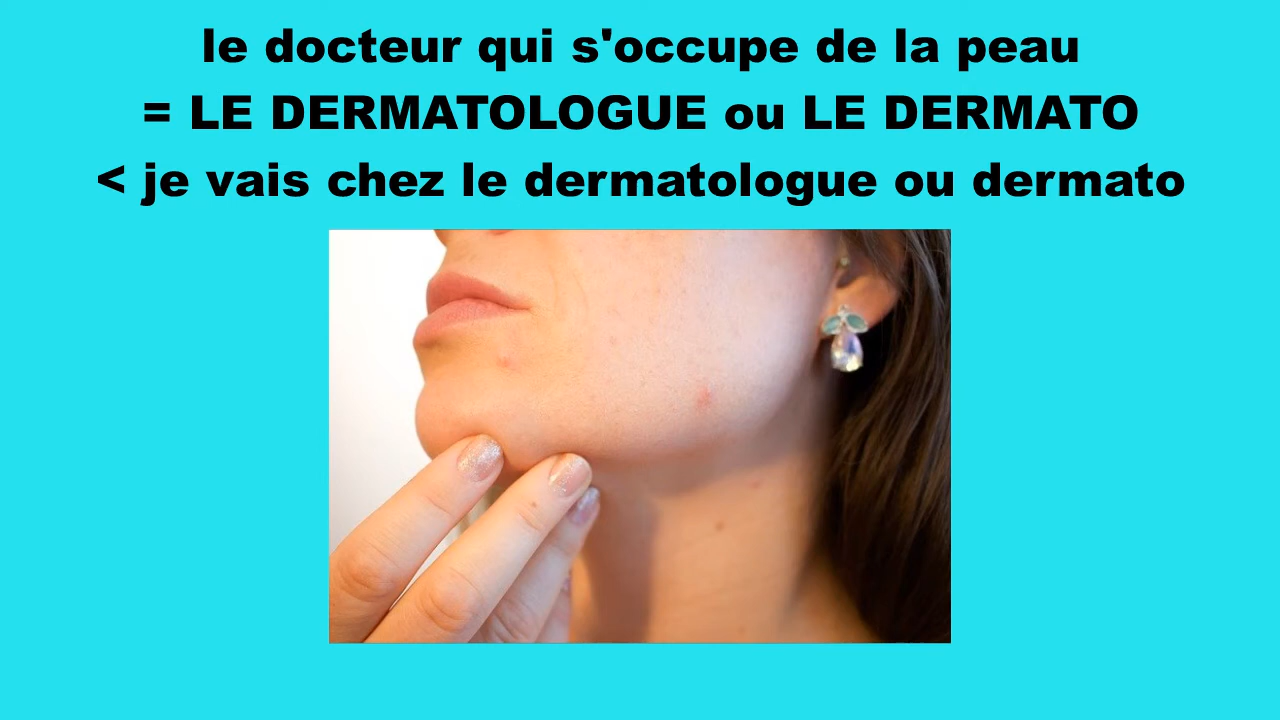 le docteur qui s'occupe de la peau
= LE DERMATOLOGUE ou LE DERMATO
< je vais chez le dermatologue ou dermato